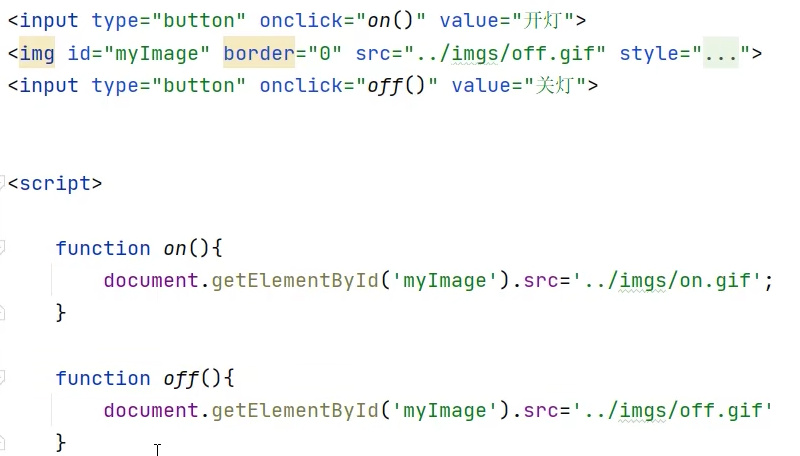 <input type="button" onclick="on()" value="开灯">
<img id="myImage" border="0" src="../imgs/off.gif" style="...">
<input type="button" onclick="off()" value="关灯">
<script>
function on(){
document.getElementById('myImage').src='../imgs/on.gif';
}
function off(){
document.getElementById('myImage').src='../imgs/off.gif'
}